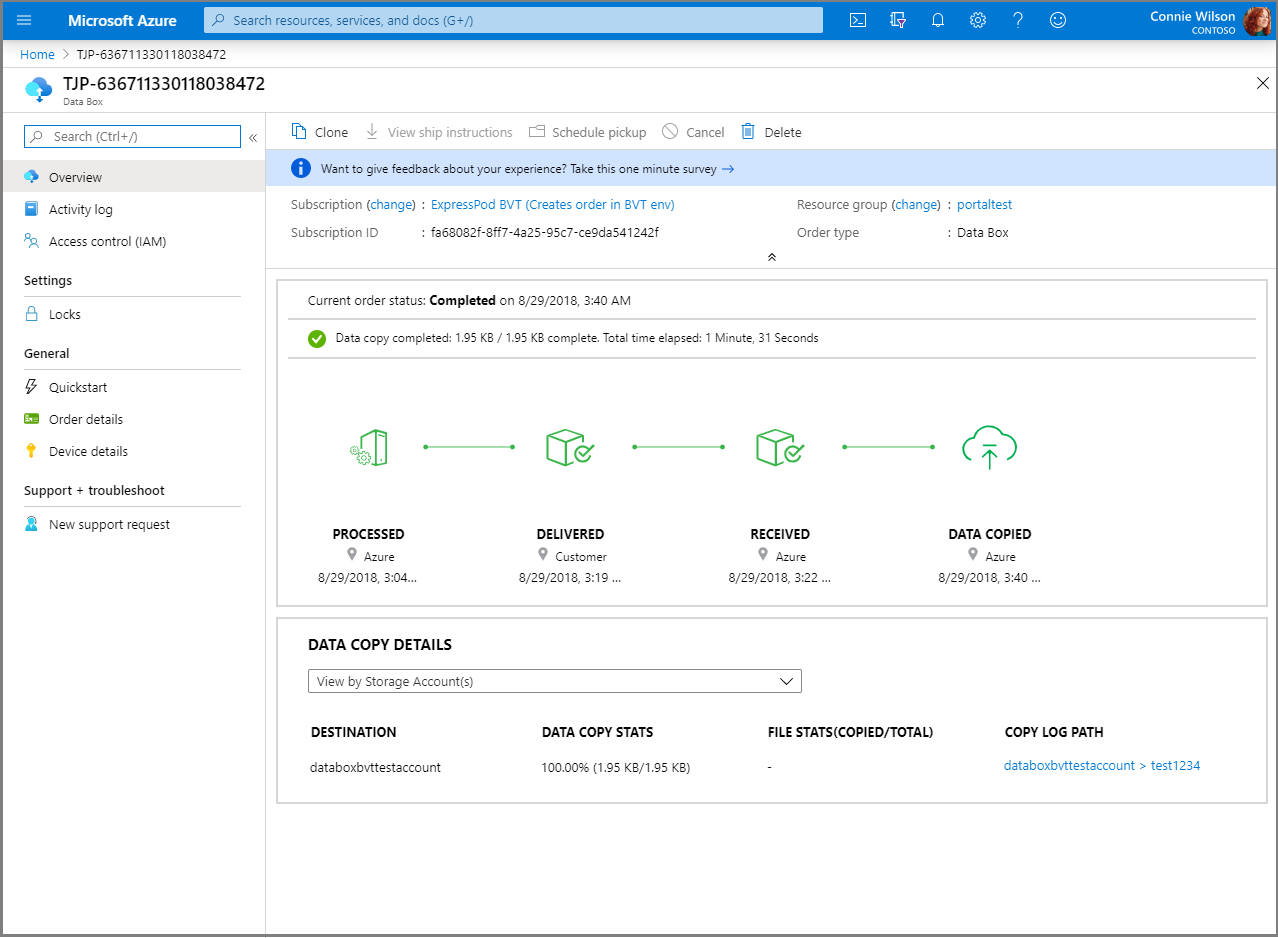 Microsoft Azure
Search resources, services, and docs (G+/)
Connie Wilson
CONTOSO
Home > TJP-636711330118038472
TJP-636711330118038472
Data Box
Search (Ctrl+/)
«
Overview
Activity log
Access control (IAM)
Settings
Locks
General
Quickstart
Order details
Device details
Support + troubleshoot
New support request
Clone View ship instructions Schedule pickup Cancel Delete
Want to give feedback about your experience? Take this one minute survey →
Subscription (change) : ExpressPod BVT (Creates order in BVT env) Resource group (change) : portaltest
Subscription ID : fa68082f-8ff7-4a25-95c7-ce9da541242f Order type : Data Box
Current order status: Completed on 8/29/2018, 3:40 AM
Data copy completed: 1.95 KB / 1.95 KB complete. Total time elapsed: 1 Minute, 31 Seconds
PROCESSED DELIVERED RECEIVED DATA COPIED
Azure Customer Azure Azure
8/29/2018, 3:04... 8/29/2018, 3:19 ... 8/29/2018, 3:22 ... 8/29/2018, 3:40 ...
DATA COPY DETAILS
View by Storage Account(s)
DESTINATION DATA COPY STATS FILE STATS(COPIED/TOTAL) COPY LOG PATH
databoxbvttestaccount 100.00% (1.95 KB/1.95 KB) - databoxbvttestaccount > test1234